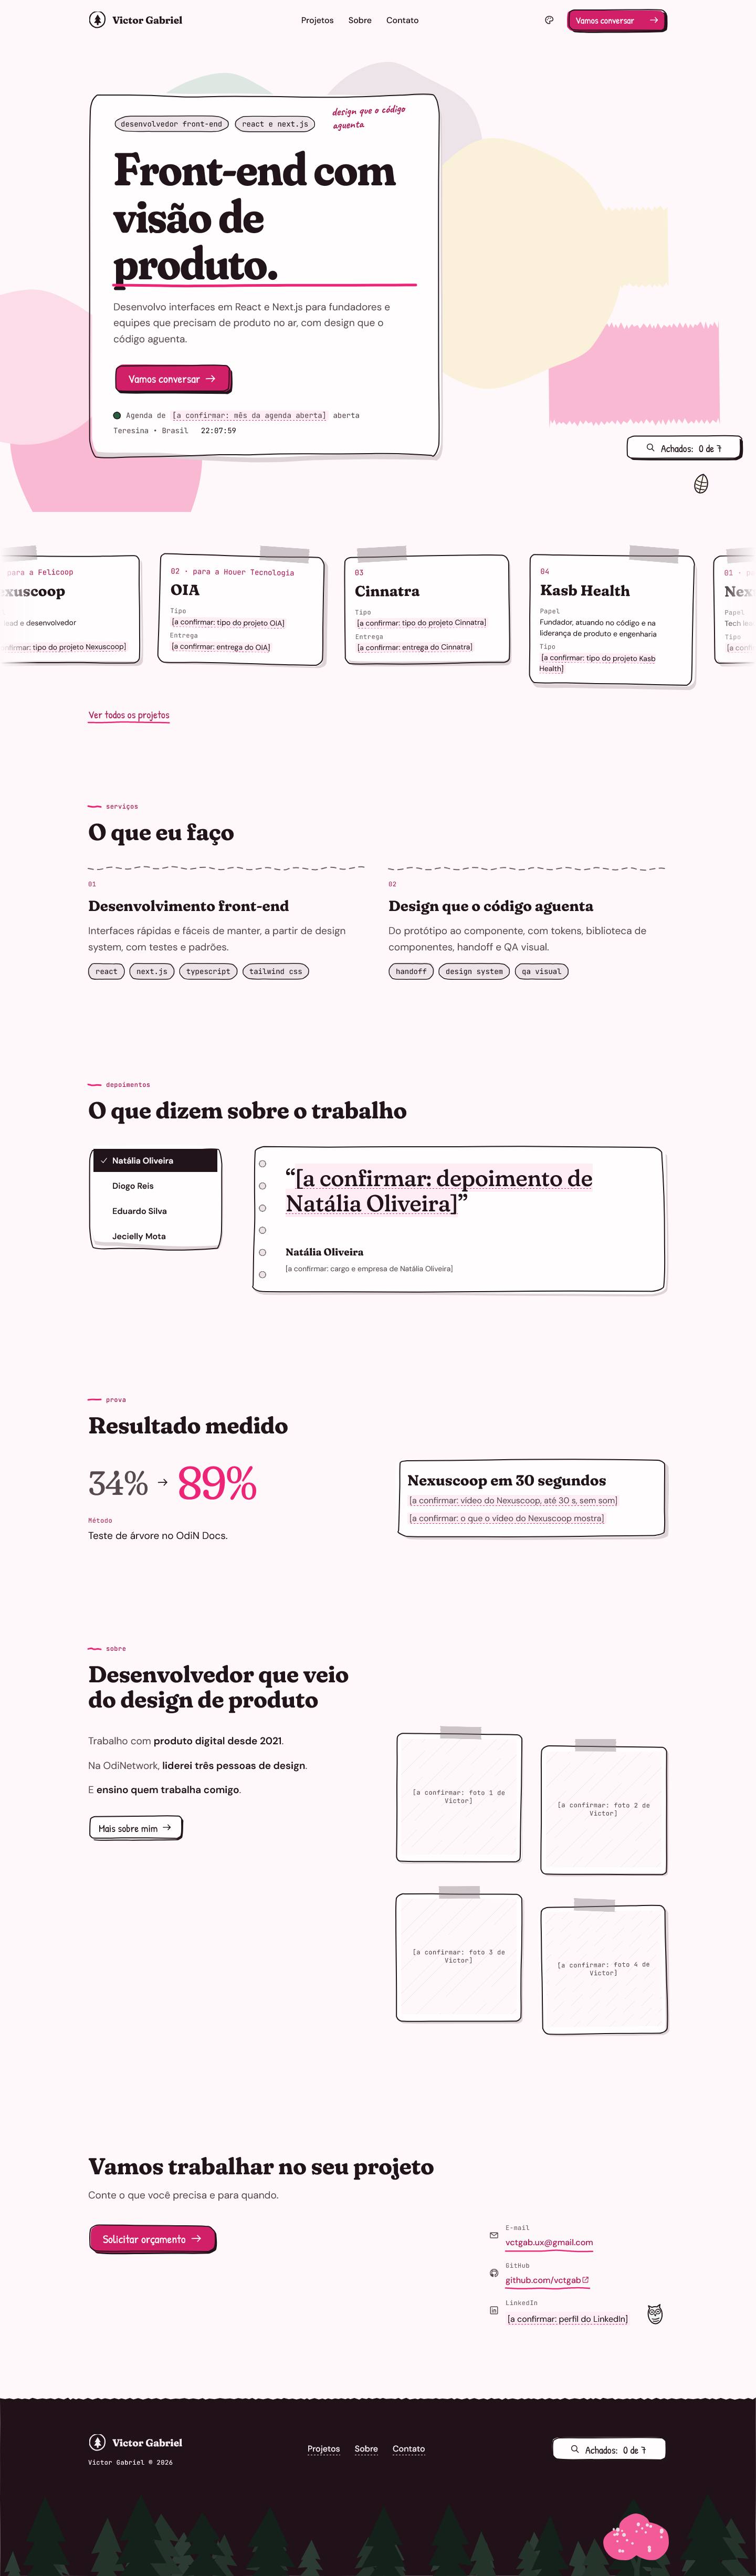 Victor Gabriel
Projetos Sobre Contato
Vamos conversar →
desenvolvedor front-end
react e next.js
design que o código
aguenta
Front-end com
visão de
produto.
Desenvolvo interfaces em React e Next.js para fundadores e
equipes que precisam de produto no ar, com design que o
código aguenta.
Vamos conversar →
Agenda de [a confirmar: mês da agenda aberta] aberta
Teresina • Brasil 22:07:59
Achados: 0 de 7
para a Felicoop
xuscoop
ead e desenvolvedor
nfirmar: tipo do projeto Nexuscoop]
02 · para a Houer Tecnologia
OIA
Tipo
[a confirmar: tipo do projeto OIA]
Entrega
[a confirmar: entrega do OIA]
03
Cinnatra
Tipo
[a confirmar: tipo do projeto Cinnatra]
Entrega
[a confirmar: entrega do Cinnatra]
04
Kasb Health
Papel
Fundador, atuando no código e na
liderança de produto e engenharia
Tipo
[a confirmar: tipo do projeto Kasb
Health]
01
Nex
Papel
Tech
Tipo
Ver todos os projetos
serviços
O que eu faço
01
Desenvolvimento front-end
Interfaces rápidas e fáceis de manter, a partir de design
system, com testes e padrões.
react
next.js
typescript
tailwind css
02
Design que o código aguenta
Do protótipo ao componente, com tokens, biblioteca de
componentes, handoff e QA visual.
handoff
design system
qa visual
depoimentos
O que dizem sobre o trabalho
Natália Oliveira
Diogo Reis
Eduardo Silva
Jecielly Mota
“[a confirmar: depoimento de
Natália Oliveira]”
Natália Oliveira
[a confirmar: cargo e empresa de Natália Oliveira]
prova
Resultado medido
34% → 89%
Método
Teste de árvore no OdiN Docs.
Nexuscoop em 30 segundos
[a confirmar: vídeo do Nexuscoop, até 30 s, sem som]
[a confirmar: o que o vídeo do Nexuscoop mostra]
sobre
Desenvolvedor que veio
do design de produto
Trabalho com produto digital desde 2021.
Na OdiNetwork, liderei três pessoas de design.
E ensino quem trabalha comigo.
Mais sobre mim →
[a confirmar: foto 1 de
Victor]
[a confirmar: foto 2 de
Victor]
[a confirmar: foto 3 de
Victor]
[a confirmar: foto 4 de
Victor]
Vamos trabalhar no seu projeto
Conte o que você precisa e para quando.
Solicitar orçamento →
E-mail
vctgab.ux@gmail.com
GitHub
github.com/vctgab
LinkedIn
[a confirmar: perfil do LinkedIn]
Victor Gabriel
Victor Gabriel © 2026
Projetos Sobre Contato
Achados: 0 de 7